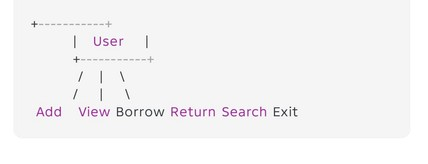 +-----------+
|   User   |
+-----------+
/   |   \
/    |    \
Add   View Borrow Return Search Exit